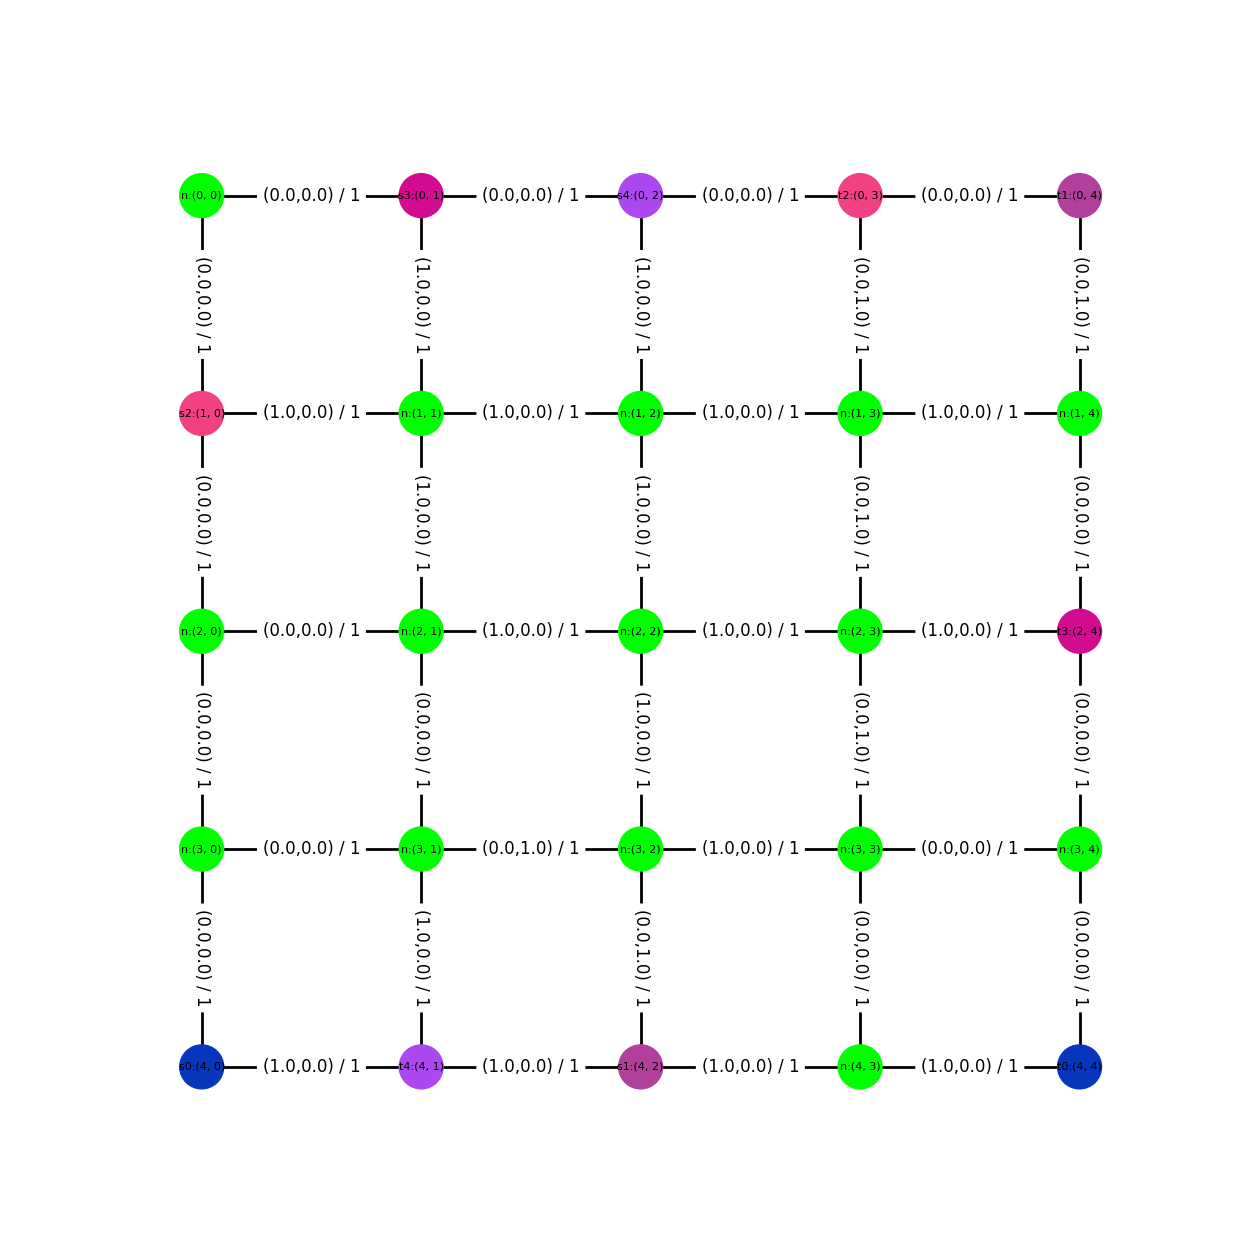 n:(0, 0) (0.0,0.0) / 1 s3:(0, 1) (0.0,0.0) / 1 s4:(0, 2) (0.0,0.0) / 1 t2:(0, 3) (0.0,0.0) / 1 t1:(0, 4)
(0.0,0.0) / 1 (1.0,0.0) / 1 (1.0,0.0) / 1 (0.0,1.0) / 1 (0.0,1.0) / 1
s2:(1, 0) (1.0,0.0) / 1 n:(1, 1) (1.0,0.0) / 1 n:(1, 2) (1.0,0.0) / 1 n:(1, 3) (1.0,0.0) / 1 n:(1, 4)
(0.0,0.0) / 1 (1.0,0.0) / 1 (1.0,0.0) / 1 (0.0,1.0) / 1 (0.0,0.0) / 1
n:(2, 0) (0.0,0.0) / 1 n:(2, 1) (1.0,0.0) / 1 n:(2, 2) (1.0,0.0) / 1 n:(2, 3) (1.0,0.0) / 1 t3:(2, 4)
(0.0,0.0) / 1 (0.0,0.0) / 1 (1.0,0.0) / 1 (0.0,1.0) / 1 (0.0,0.0) / 1
n:(3, 0) (0.0,0.0) / 1 n:(3, 1) (0.0,1.0) / 1 n:(3, 2) (1.0,0.0) / 1 n:(3, 3) (0.0,0.0) / 1 n:(3, 4)
(0.0,0.0) / 1 (1.0,0.0) / 1 (0.0,1.0) / 1 (0.0,0.0) / 1 (0.0,0.0) / 1
s0:(4, 0) (1.0,0.0) / 1 t4:(4, 1) (1.0,0.0) / 1 s1:(4, 2) (1.0,0.0) / 1 n:(4, 3) (1.0,0.0) / 1 t0:(4, 4)